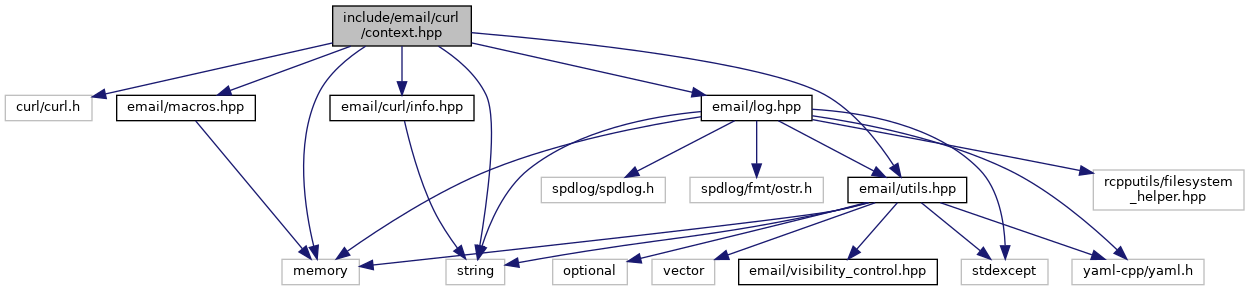 include/email/curl
/context.hpp
curl/curl.h
email/macros.hpp
email/curl/info.hpp
email/log.hpp
spdlog/spdlog.h
spdlog/fmt/ostr.h
email/utils.hpp
rcpputils/filesystem
_helper.hpp
memory
string
optional
vector
email/visibility_control.hpp
stdexcept
yaml-cpp/yaml.h